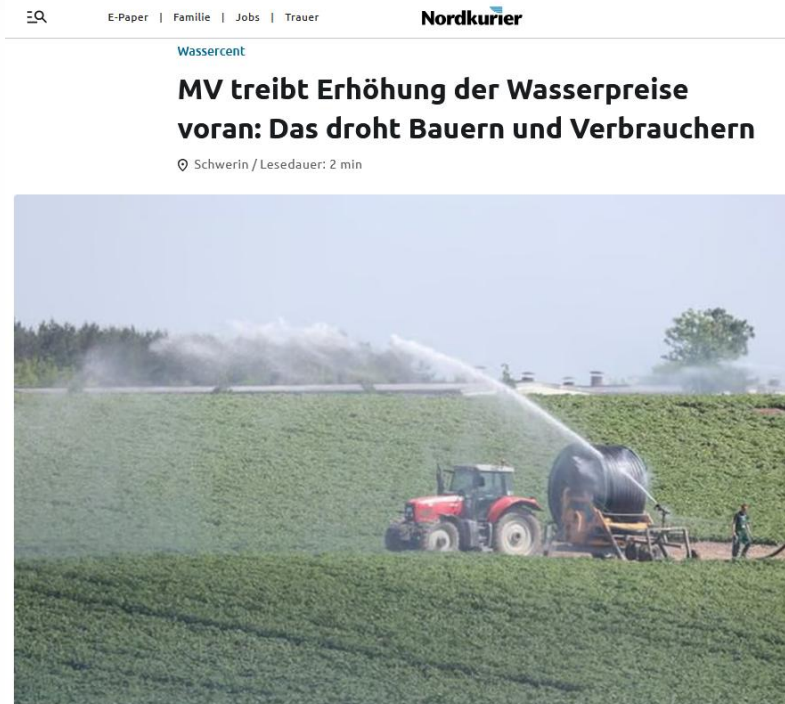 E-Paper | Familie | Jobs | Trauer
Nordkurier
Wassercent
MV treibt Erhöhung der Wasserpreise
voran: Das droht Bauern und Verbrauchern
Schwerin / Lesedauer: 2 min